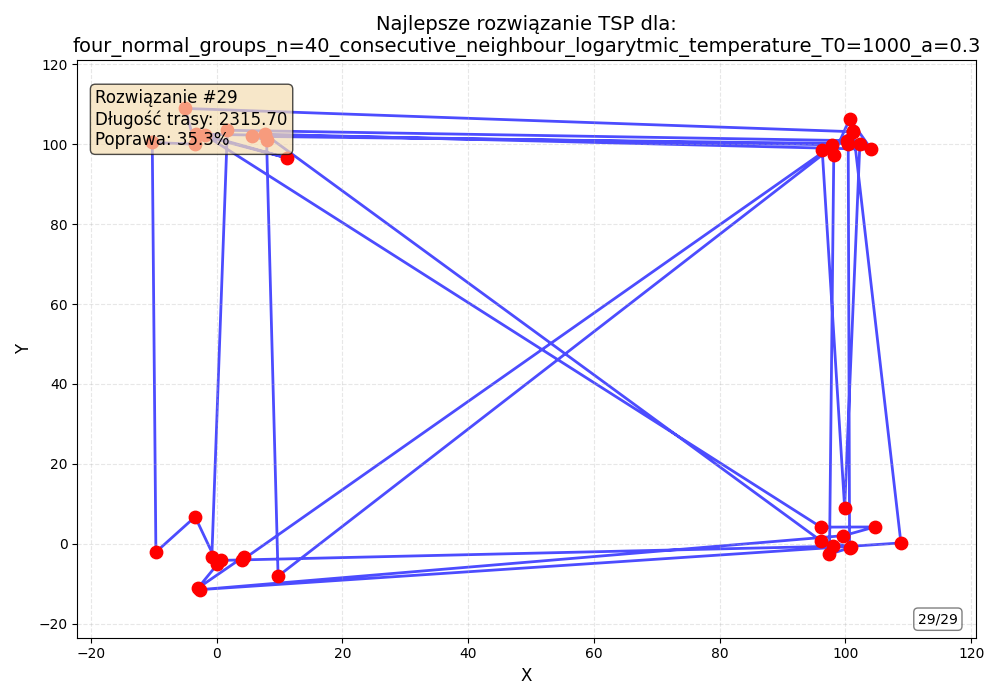 Najlepsze rozwiązanie TSP dla:
four_normal_groups_n=40_consecutive_neighbour_logarytmic_temperature_T0=1000_a=0.3
Rozwiązanie #29
Długość trasy: 2315.70
Poprawa: 35.3%
120
100
80
60
40
20
0
−20
Y
−20
0
20
40
60
80
100
120
X
29/29